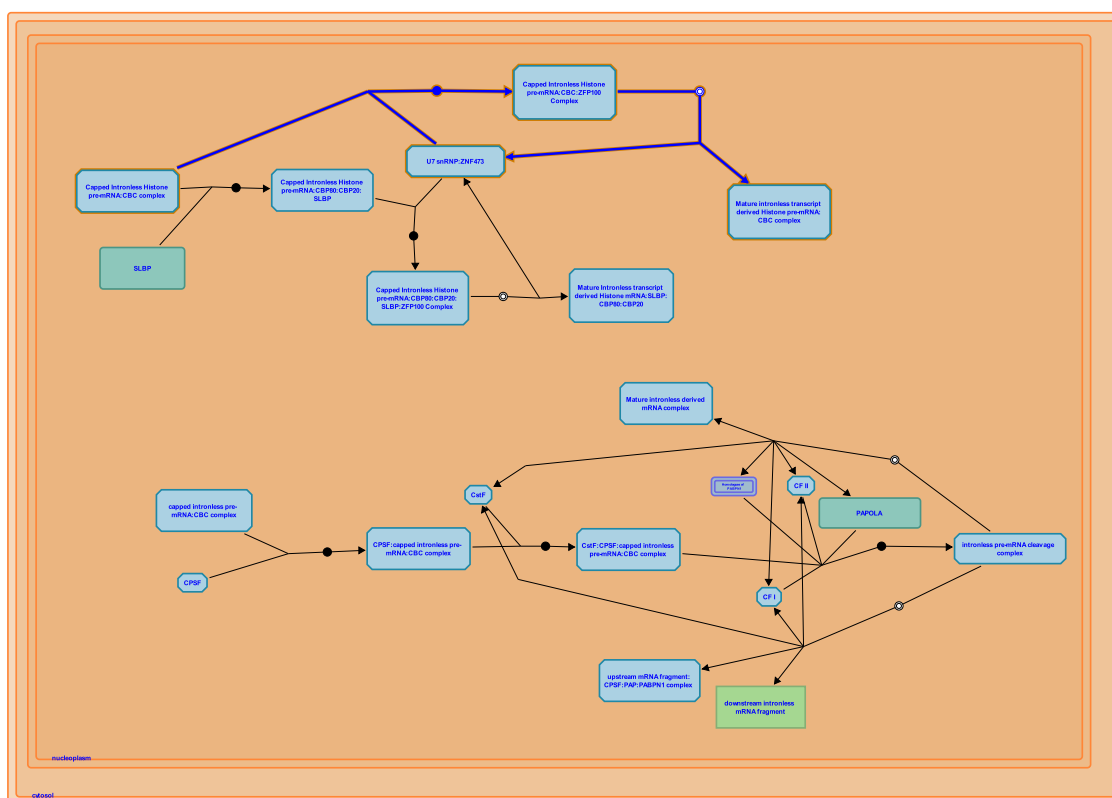 Capped Intronless Histone
pre-mRNA:CBC:ZFP100
Complex
U7 snRNP:ZNF473
Capped Intronless Histone
pre-mRNA:CBC complex
Capped Intronless Histone
pre-mRNA:CBP80:CBP20:
SLBP
Mature intronless transcript
derived Histone pre-mRNA:
CBC complex
SLBP
Capped Intronless Histone
pre-mRNA:CBP80:CBP20:
SLBP:ZFP100 Complex
Mature Intronless transcript
derived Histone mRNA:SLBP:
CBP80:CBP20
Mature intronless derived
mRNA complex
CstF
CF II
PAPOLA
capped intronless pre-
mRNA:CBC complex
CPSF:capped intronless pre-
mRNA:CBC complex
CstF:CPSF:capped intronless
pre-mRNA:CBC complex
intronless pre-mRNA cleavage
complex
CPSF
CF I
upstream mRNA fragment:
CPSF:PAP:PABPN1 complex
downstream intronless
mRNA fragment
nucleoplasm
cytosol